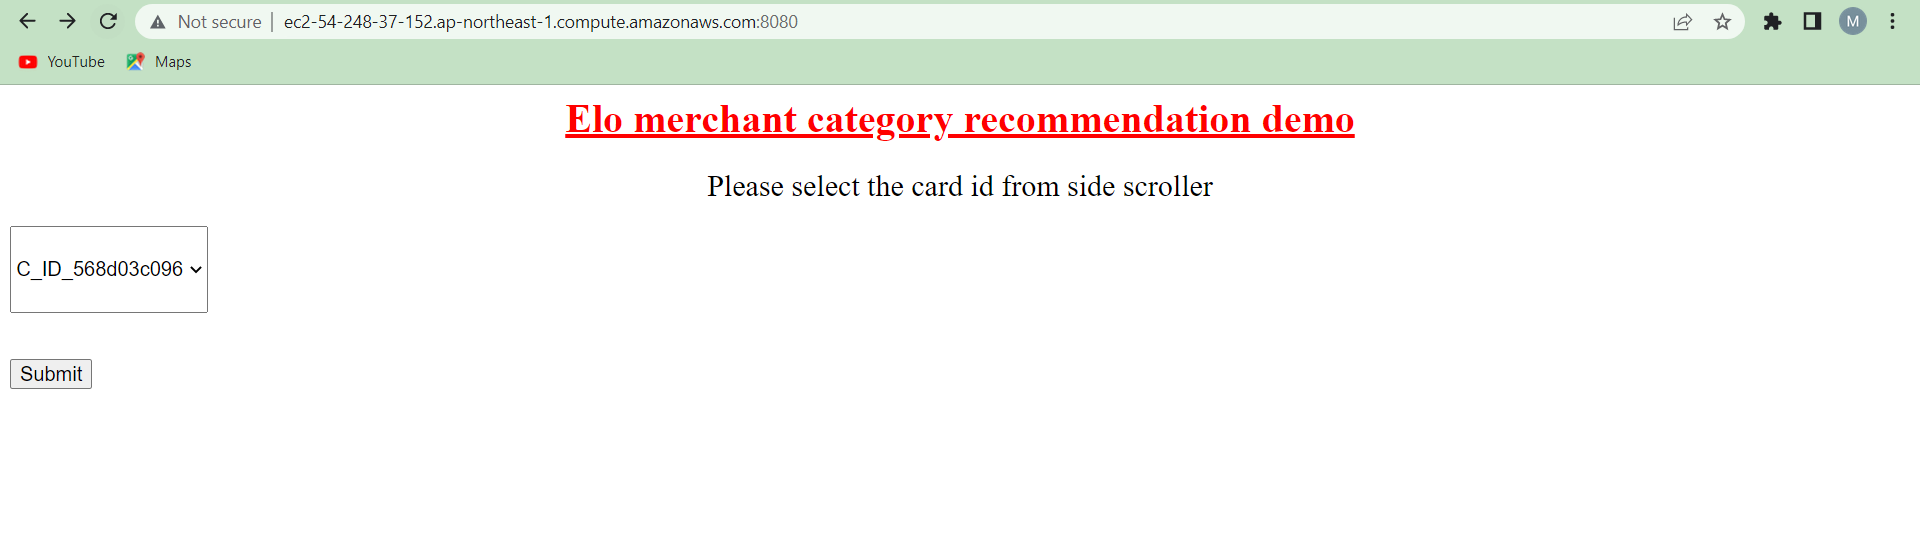 Not secure | ec2-54-248-37-152.ap-northeast-1.compute.amazonaws.com:8080
M
YouTube Maps
Elo merchant category recommendation demo
Please select the card id from side scroller
C_ID_568d03c096
Submit